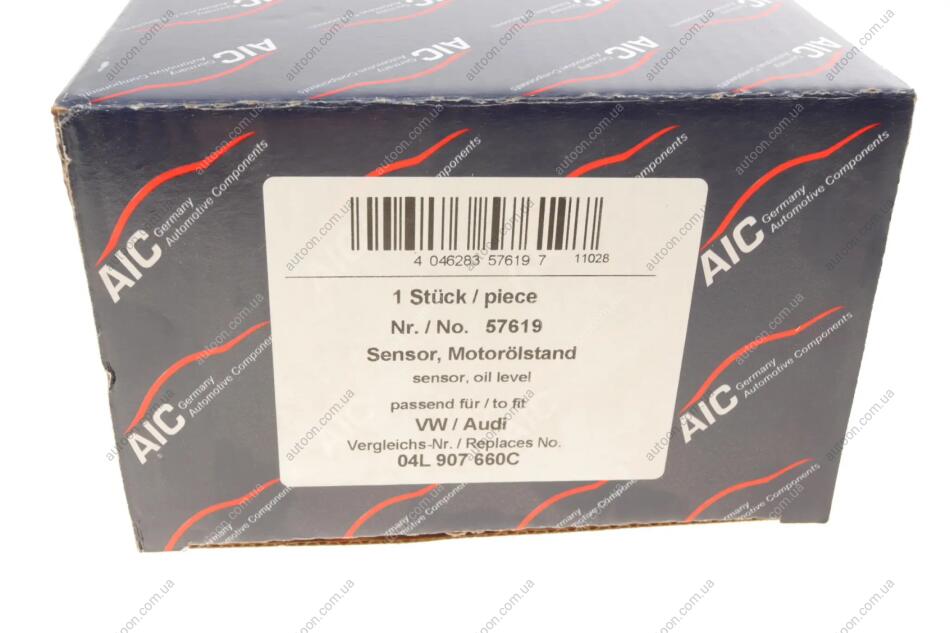 AIC Germany Automotive Components
4 046283 57619 7 11028
1 Stück / piece
Nr. / No. 57619
Sensor, Motorölstand
sensor, oil level
passend für / to fit
VW / Audi
Vergleichs-Nr. / Replaces No.
04L 907 660C
autoon.com.ua